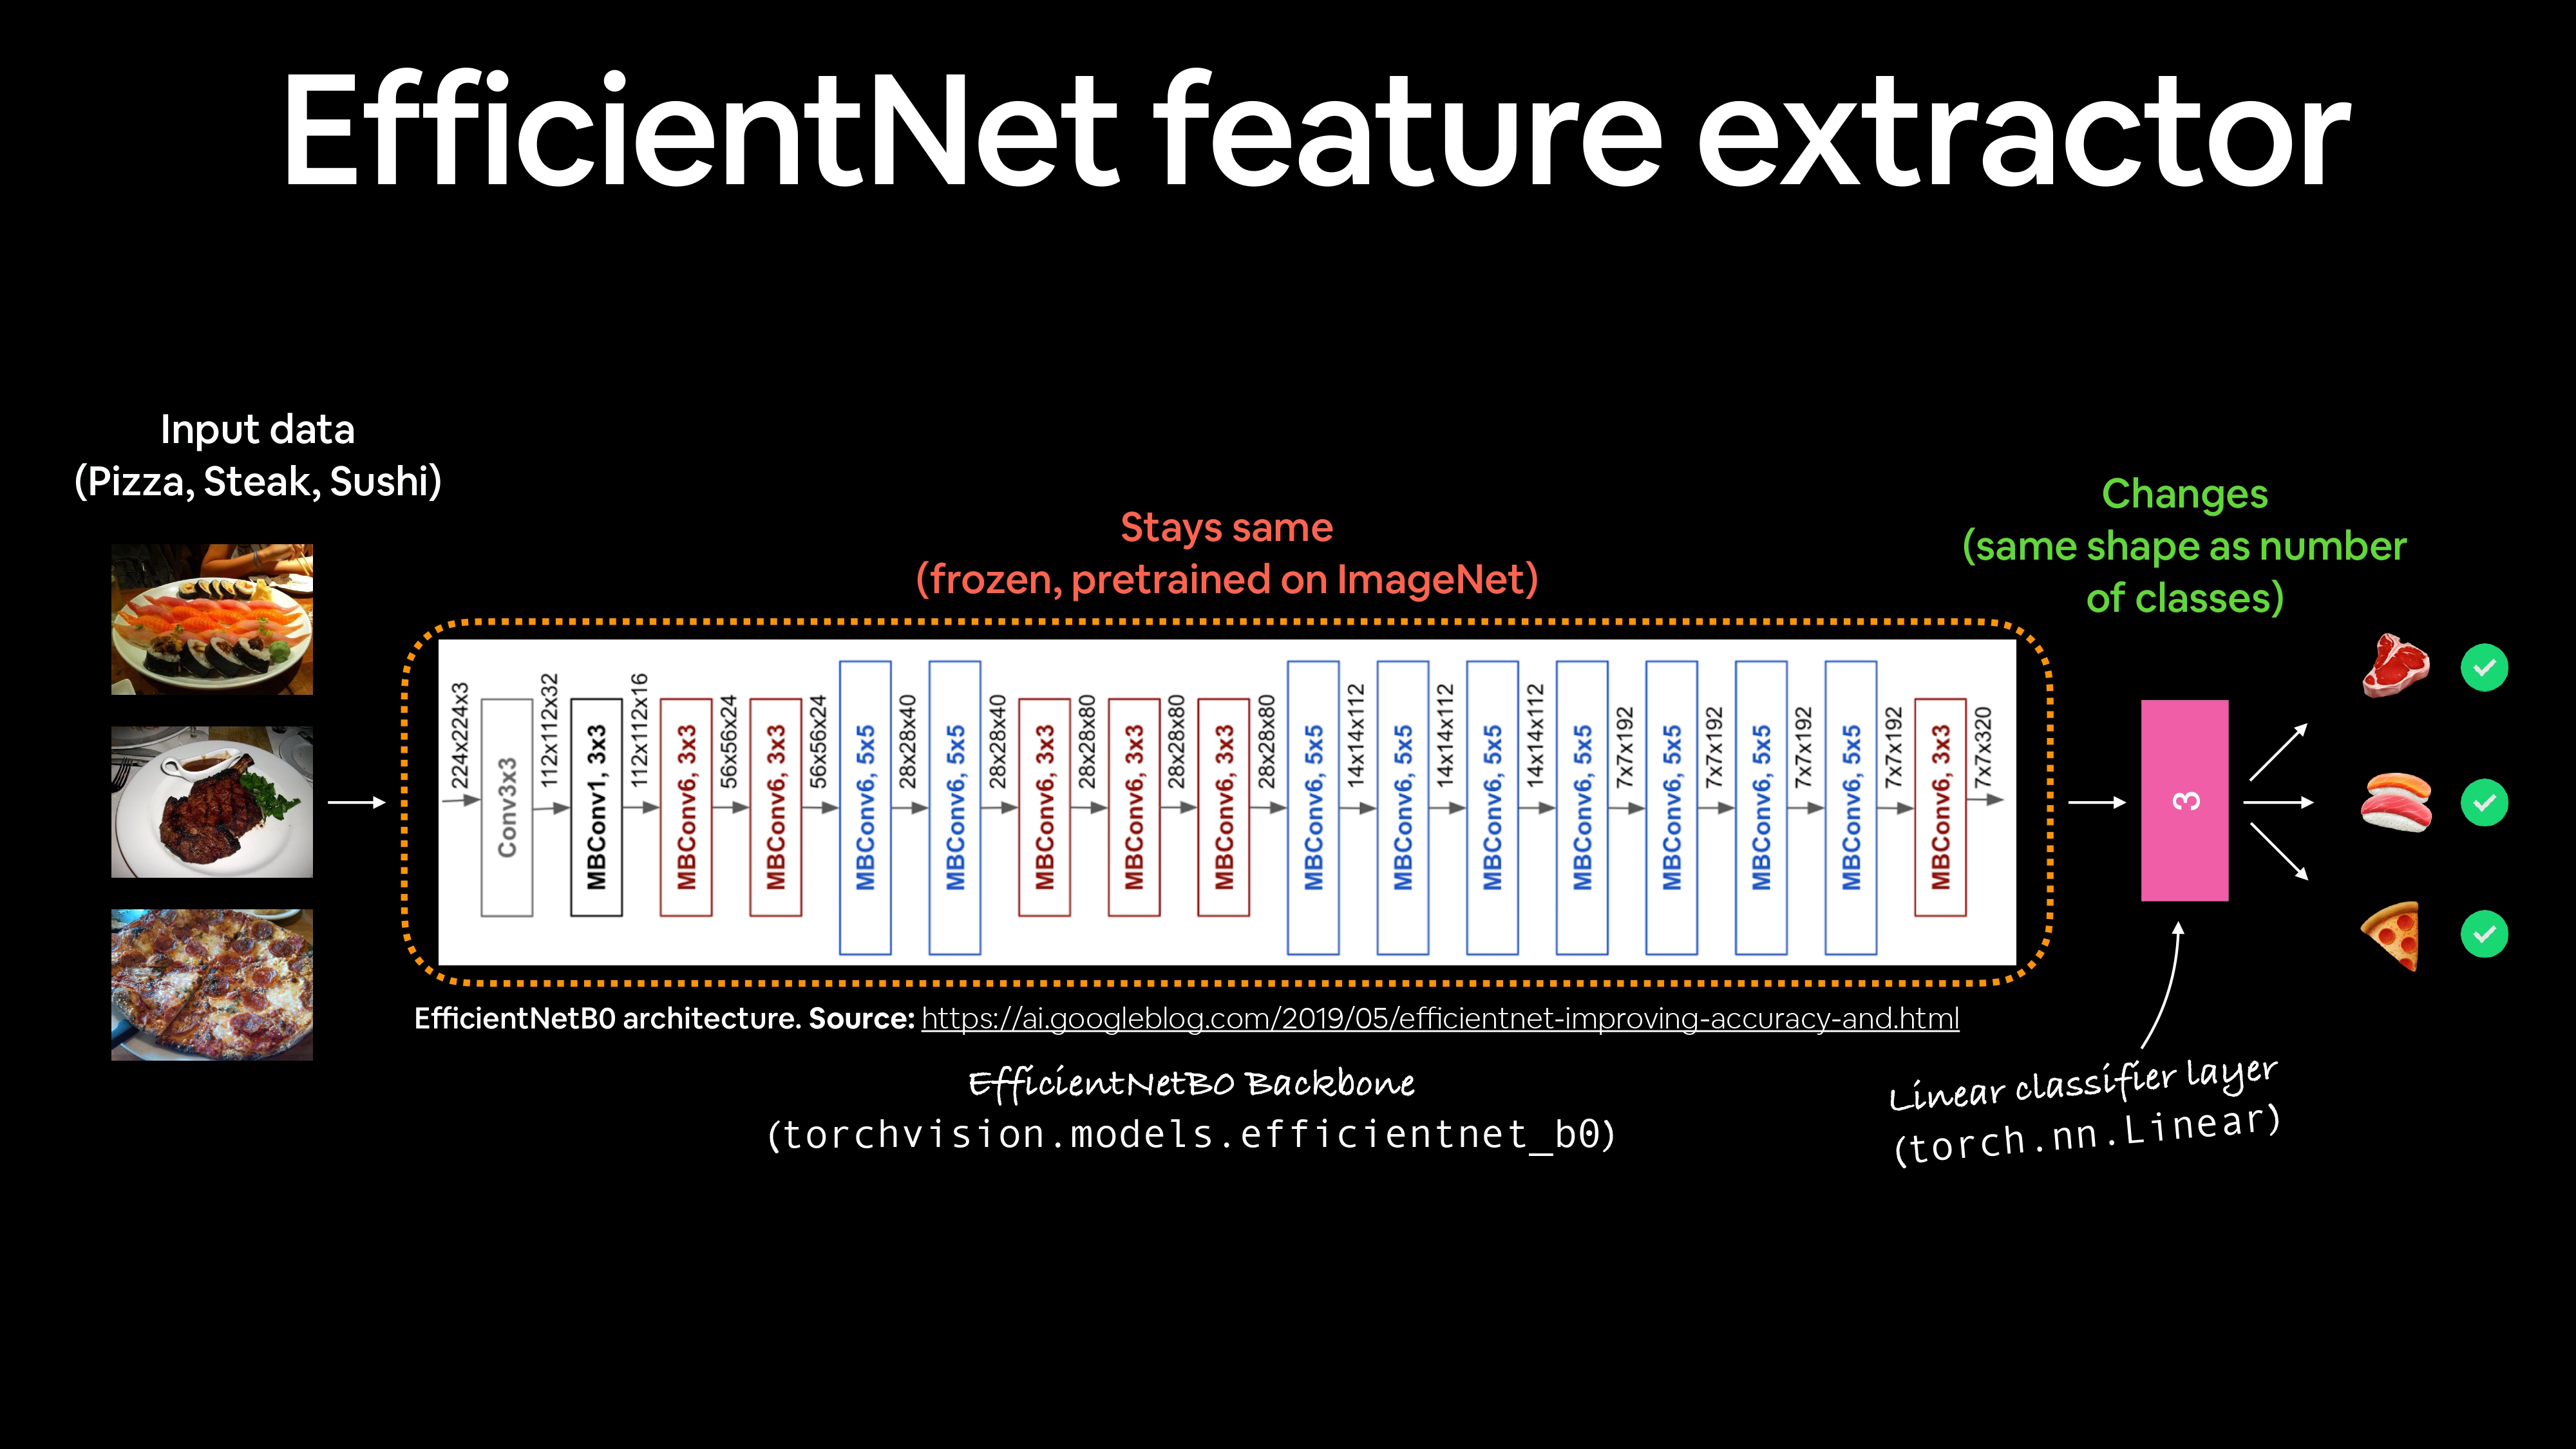 EfficientNet feature extractor
Input data
(Pizza, Steak, Sushi)
Stays same
(frozen, pretrained on ImageNet)
Changes
(same shape as number
of classes)
224x224x3
Conv3x3
112x112x32
MBConv1, 3x3
112x112x16
MBConv6, 3x3
56x56x24
MBConv6, 3x3
56x56x24
MBConv6, 5x5
28x28x40
MBConv6, 5x5
28x28x40
MBConv6, 3x3
28x28x80
MBConv6, 3x3
28x28x80
MBConv6, 3x3
28x28x80
MBConv6, 5x5
14x14x112
MBConv6, 5x5
14x14x112
MBConv6, 5x5
14x14x112
MBConv6, 5x5
7x7x192
MBConv6, 5x5
7x7x192
MBConv6, 5x5
7x7x192
MBConv6, 5x5
7x7x192
MBConv6, 3x3
7x7x320
3
EfficientNetB0 architecture. Source: https://ai.googleblog.com/2019/05/efficientnet-improving-accuracy-and.html
EfficientNetB0 Backbone
(torchvision.models.efficientnet_b0)
Linear classifier layer
(torch.nn.Linear)